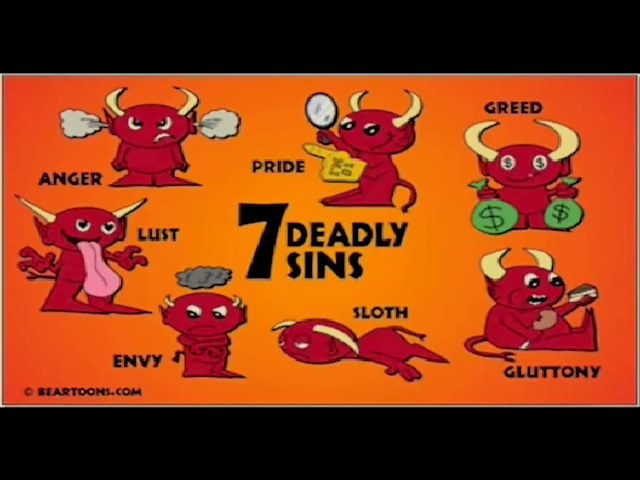 GREED
PRIDE
ANGER
LUST
7 DEADLY
SINS
SLOTH
ENVY
GLUTTONY
$ $
$ $
© BEARTOONS.COM